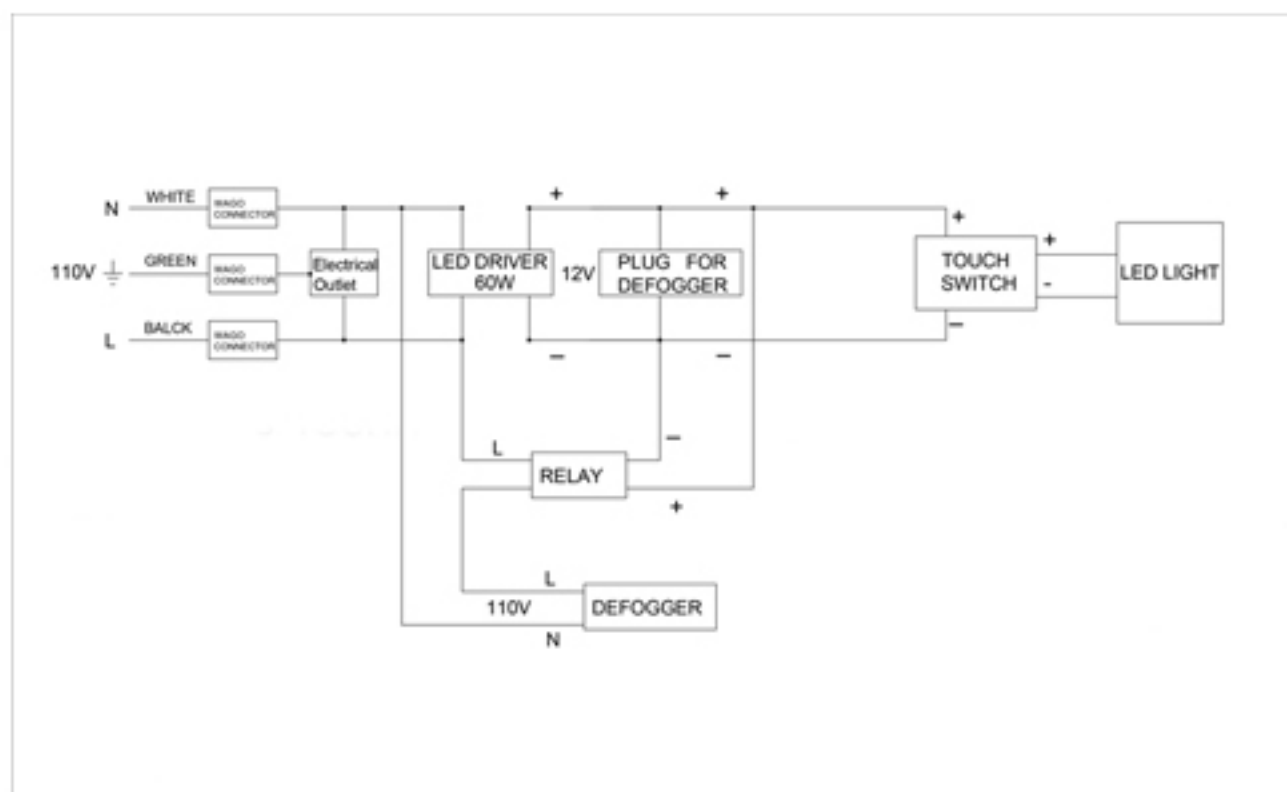 N
WHITE
WAGO
CONNECTOR
110V
GREEN
WAGO
CONNECTOR
L
BALCK
WAGO
CONNECTOR
Electrical
Outlet
LED DRIVER
60W
+
-
12V
PLUG FOR
DEFOGGER
+
-
+
TOUCH
SWITCH
-
+
-
LED LIGHT
L
RELAY
-
+
L
110V
N
DEFOGGER